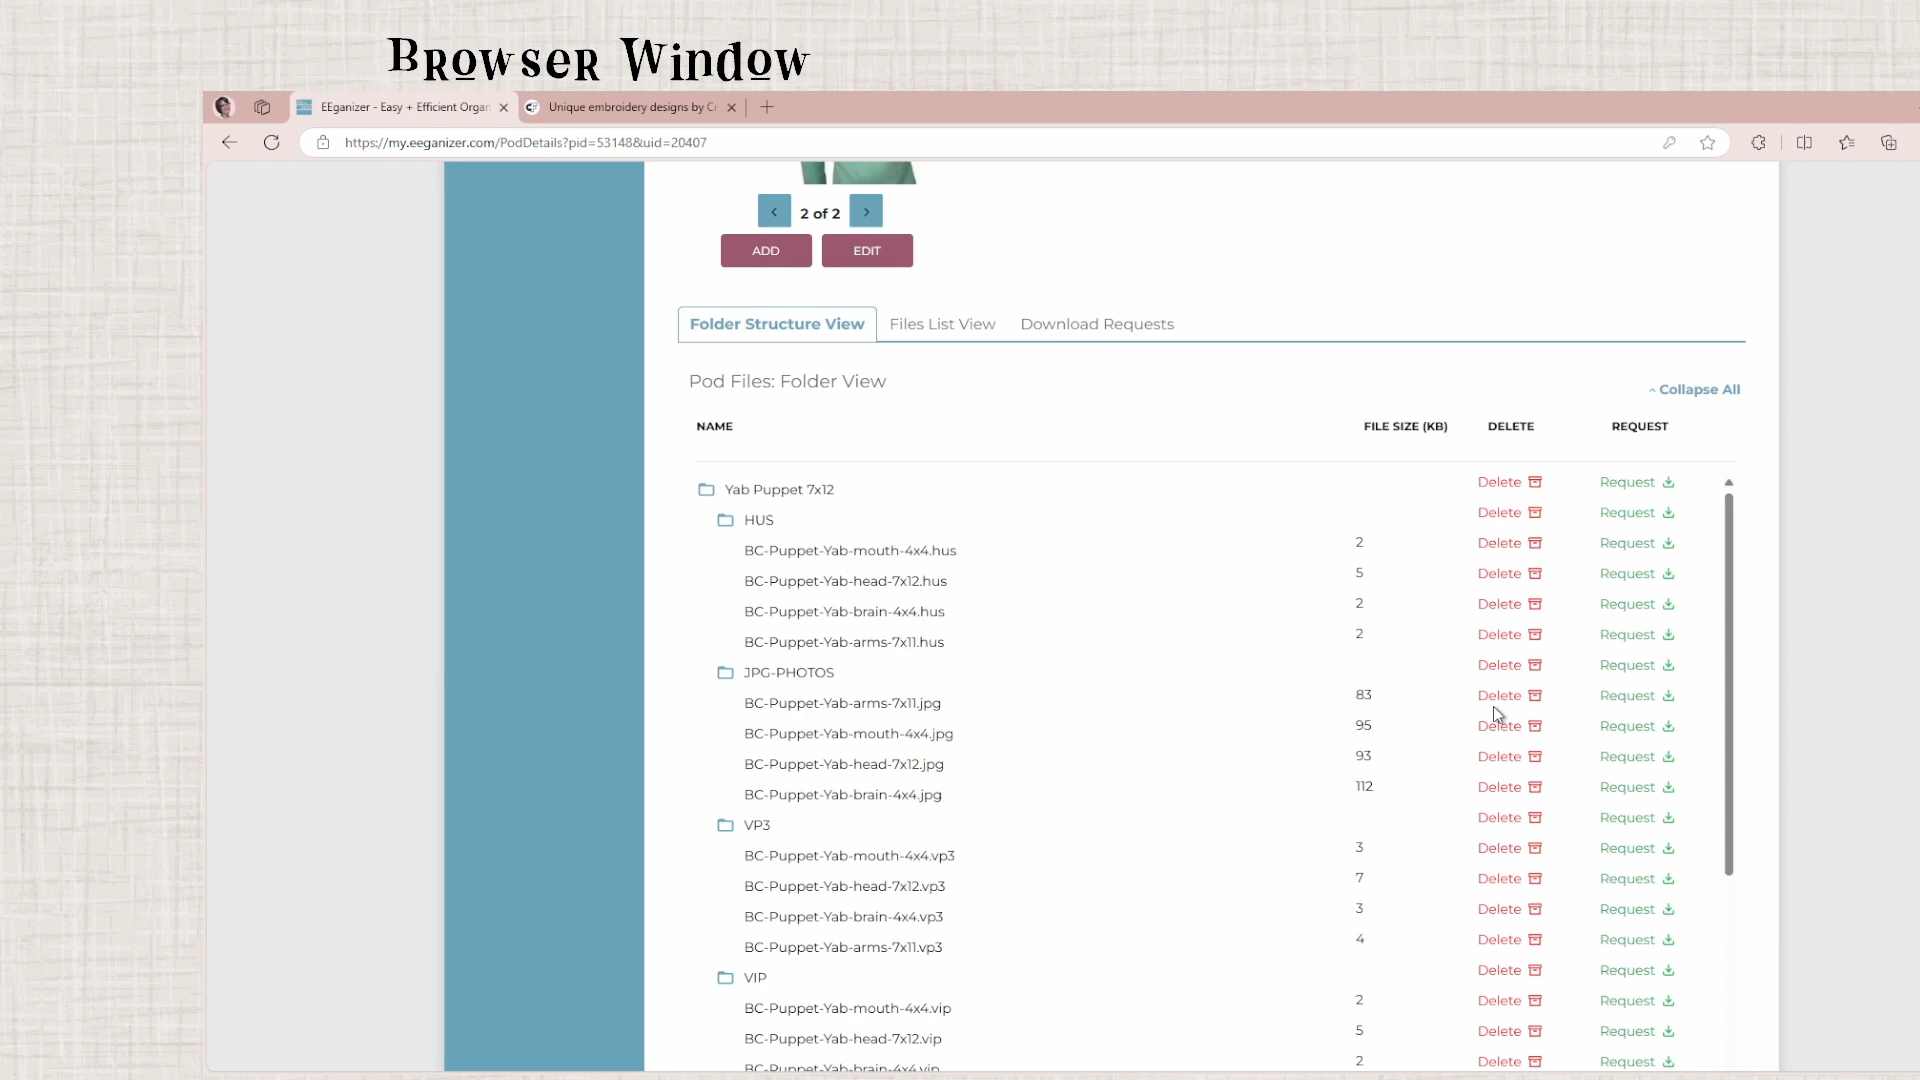 Browser Window
EEganizer - Easy + Efficient Organ
Unique embroidery designs by Cr
https://my.eeganizer.com/PodDetails?pid=53148&uid=20407
2 of 2
ADD EDIT
Folder Structure View Files List View Download Requests
Pod Files: Folder View
Collapse All
NAME FILE SIZE (KB) DELETE REQUEST
Yab Puppet 7x12 Delete Request
HUS Delete Request
BC-Puppet-Yab-mouth-4x4.hus 2 Delete Request
BC-Puppet-Yab-head-7x12.hus 5 Delete Request
BC-Puppet-Yab-brain-4x4.hus 2 Delete Request
BC-Puppet-Yab-arms-7x11.hus 2 Delete Request
JPG-PHOTOS Delete Request
BC-Puppet-Yab-arms-7x11.jpg 83 Delete Request
BC-Puppet-Yab-mouth-4x4.jpg 95 Delete Request
BC-Puppet-Yab-head-7x12.jpg 93 Delete Request
BC-Puppet-Yab-brain-4x4.jpg 112 Delete Request
VP3 Delete Request
BC-Puppet-Yab-mouth-4x4.vp3 3 Delete Request
BC-Puppet-Yab-head-7x12.vp3 7 Delete Request
BC-Puppet-Yab-brain-4x4.vp3 3 Delete Request
BC-Puppet-Yab-arms-7x11.vp3 4 Delete Request
VIP Delete Request
BC-Puppet-Yab-mouth-4x4.vip 2 Delete Request
BC-Puppet-Yab-head-7x12.vip 5 Delete Request
BC-Puppet-Yab-brain-4x4.vip 2 Delete Request